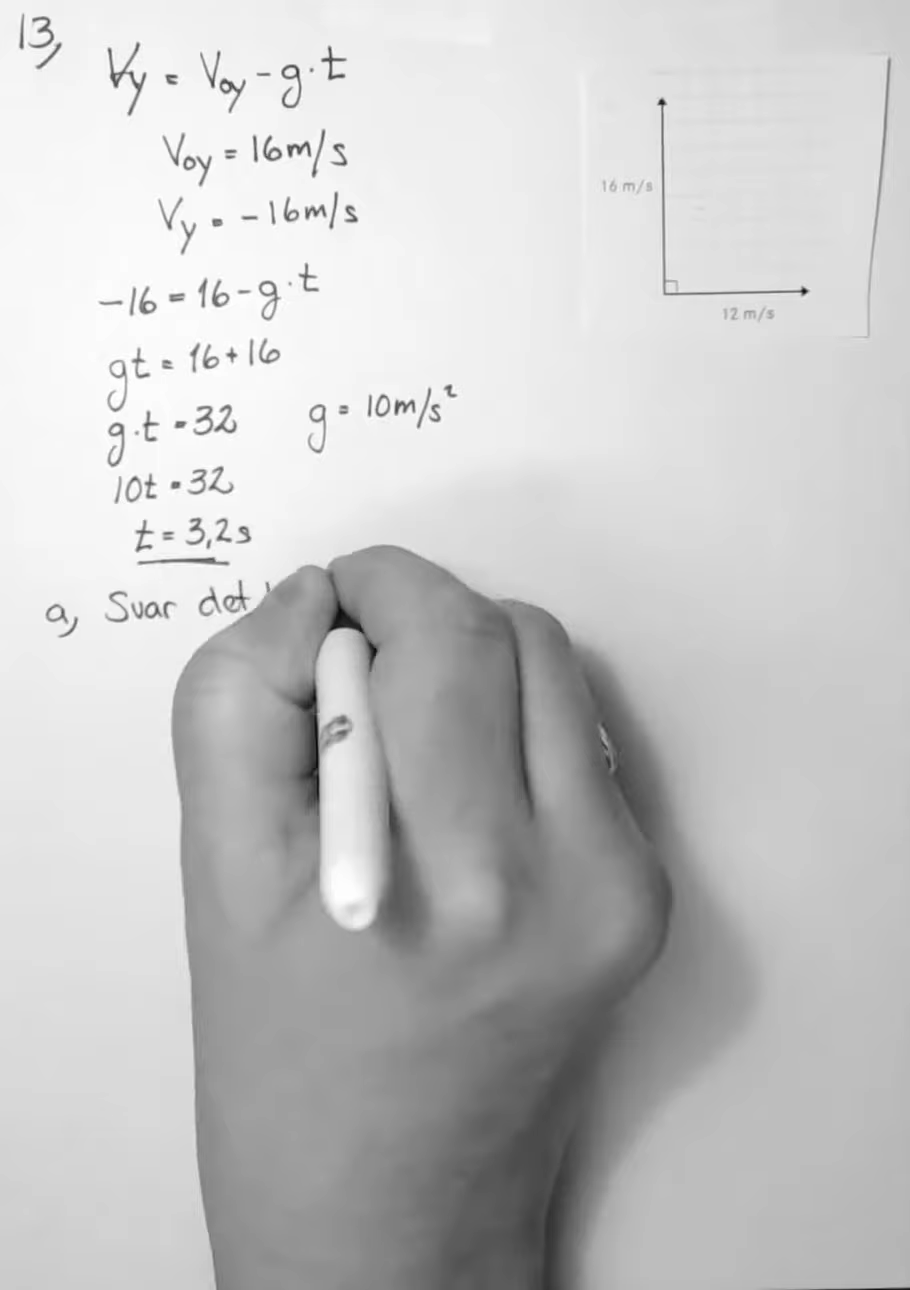 13,
Vy = Voy - g·t
Voy = 16m/s
Vy = -16m/s
-16 = 16 - g·t
gt = 16 + 16
g·t = 32 g = 10m/s²
10t = 32
t = 3,2s
a, Svar det
16 m/s
12 m/s